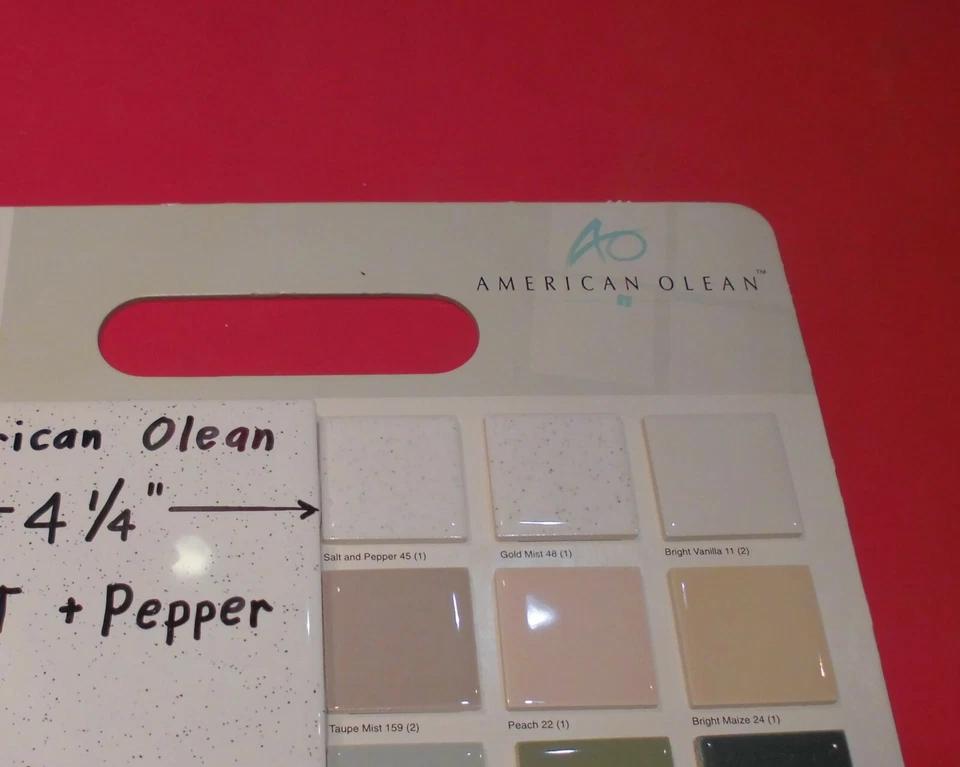 AO
AMERICAN OLEAN™
rican Olean
4 1/4"
+ Pepper
Salt and Pepper 45 (1)
Gold Mist 48 (1)
Bright Vanilla 11 (2)
Taupe Mist 159 (2)
Peach 22 (1)
Bright Maize 24 (1)